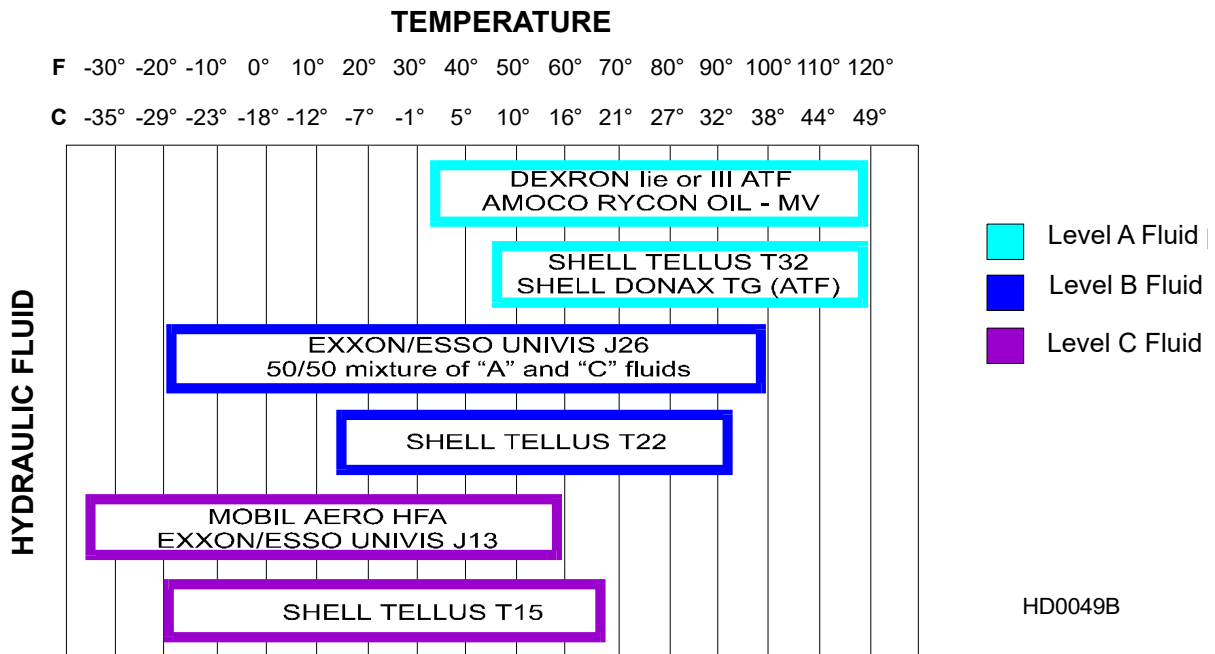 TEMPERATURE
F -30° -20° -10° 0° 10° 20° 30° 40° 50° 60° 70° 80° 90° 100° 110° 120°
C -35° -29° -23° -18° -12° -7° -1° 5° 10° 16° 21° 27° 32° 38° 44° 49°
HYDRAULIC FLUID
DEXRON Iie or III ATF
AMOCO RYCON OIL - MV
SHELL TELLUS T32
SHELL DONAX TG (ATF)
EXXON/ESSO UNIVIS J26
50/50 mixture of “A” and “C” fluids
SHELL TELLUS T22
MOBIL AERO HFA
EXXON/ESSO UNIVIS J13
SHELL TELLUS T15
Level A Fluid
Level B Fluid
Level C Fluid
HD0049B